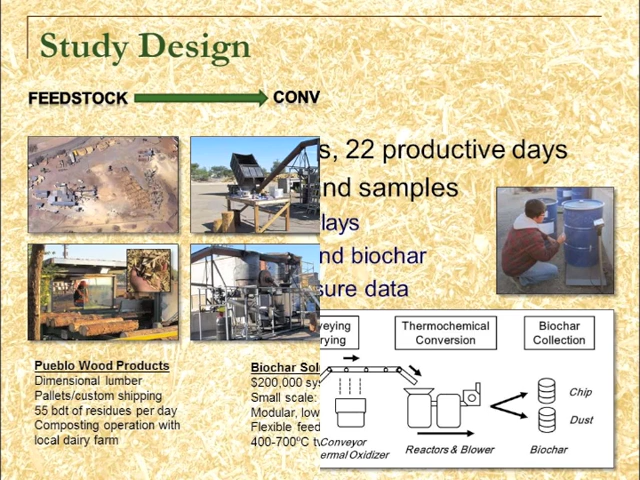 Study Design
FEEDSTOCK CONV
s, 22 productive days
nd samples
lays
nd biochar
sure data
Pueblo Wood Products
Dimensional lumber
Pallets/custom shipping
55 bdt of residues per day
Composting operation with
local dairy farm
Biochar Sol
$200,000 sys
Small scale:
Modular, low
Flexible feed
400-700°C tw
veying
rying
Thermochemical
Conversion
Biochar
Collection
Chip
Dust
Conveyor
ermal Oxidizer
Reactors & Blower
Biochar